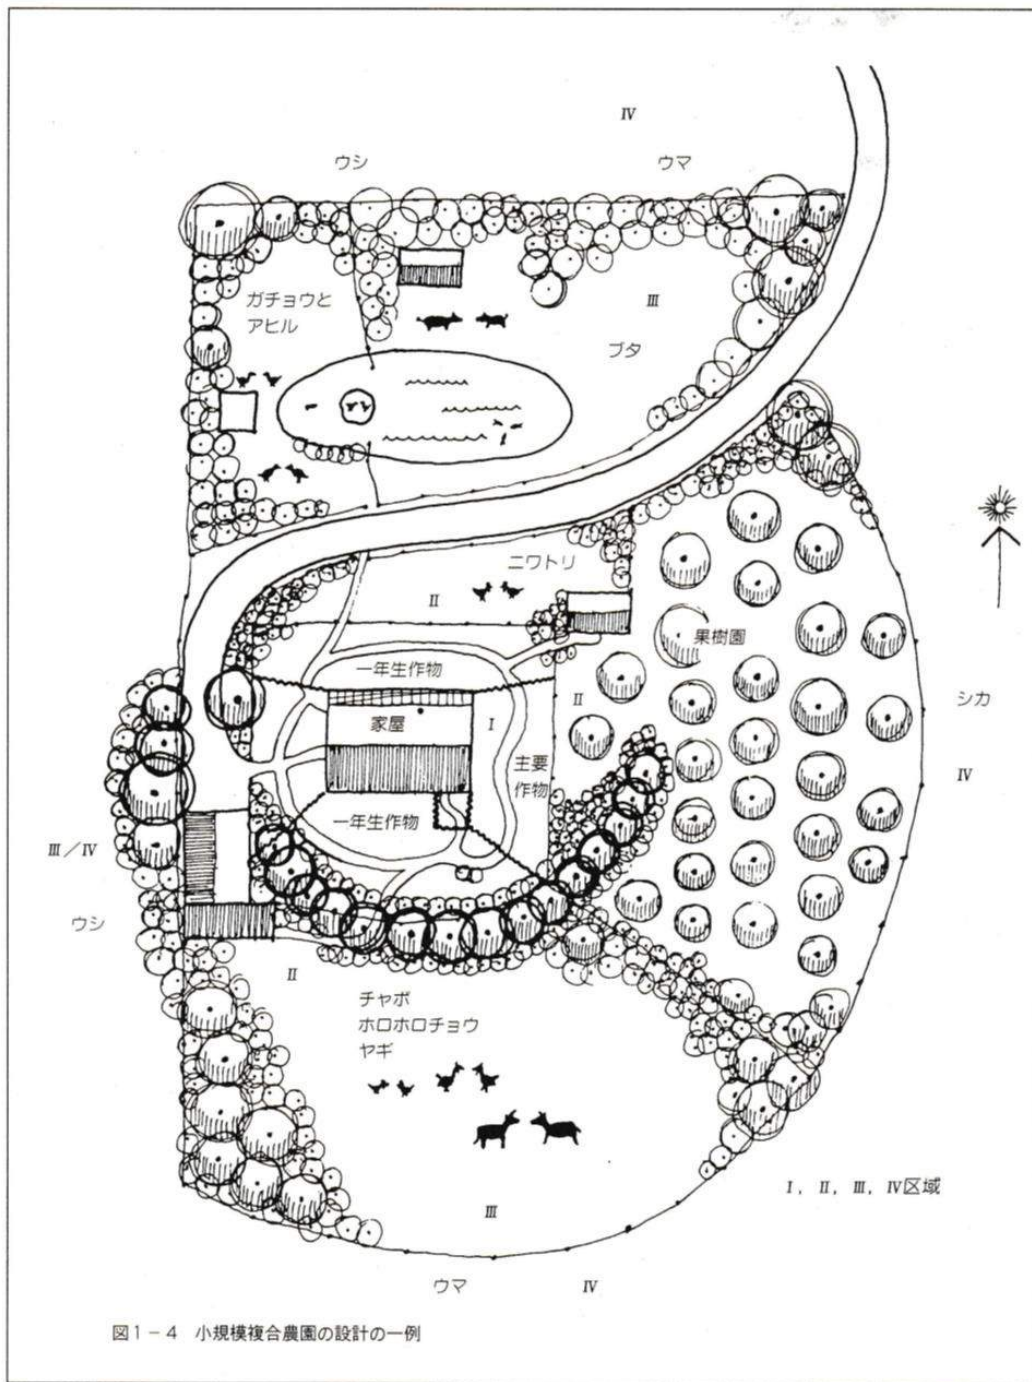 IV
ウシ
ウマ
ガチョウと
アヒル
III
ブタ
ニワトリ
II
果樹園
一年生作物
II
家屋
I
シカ
主要
作物
IV
一年生作物
III/IV
ウシ
II
チャボ
ホロホロチョウ
ヤギ
I, II, III, IV区域
III
ウマ
IV
図1-4 小規模複合農園の設計の一例